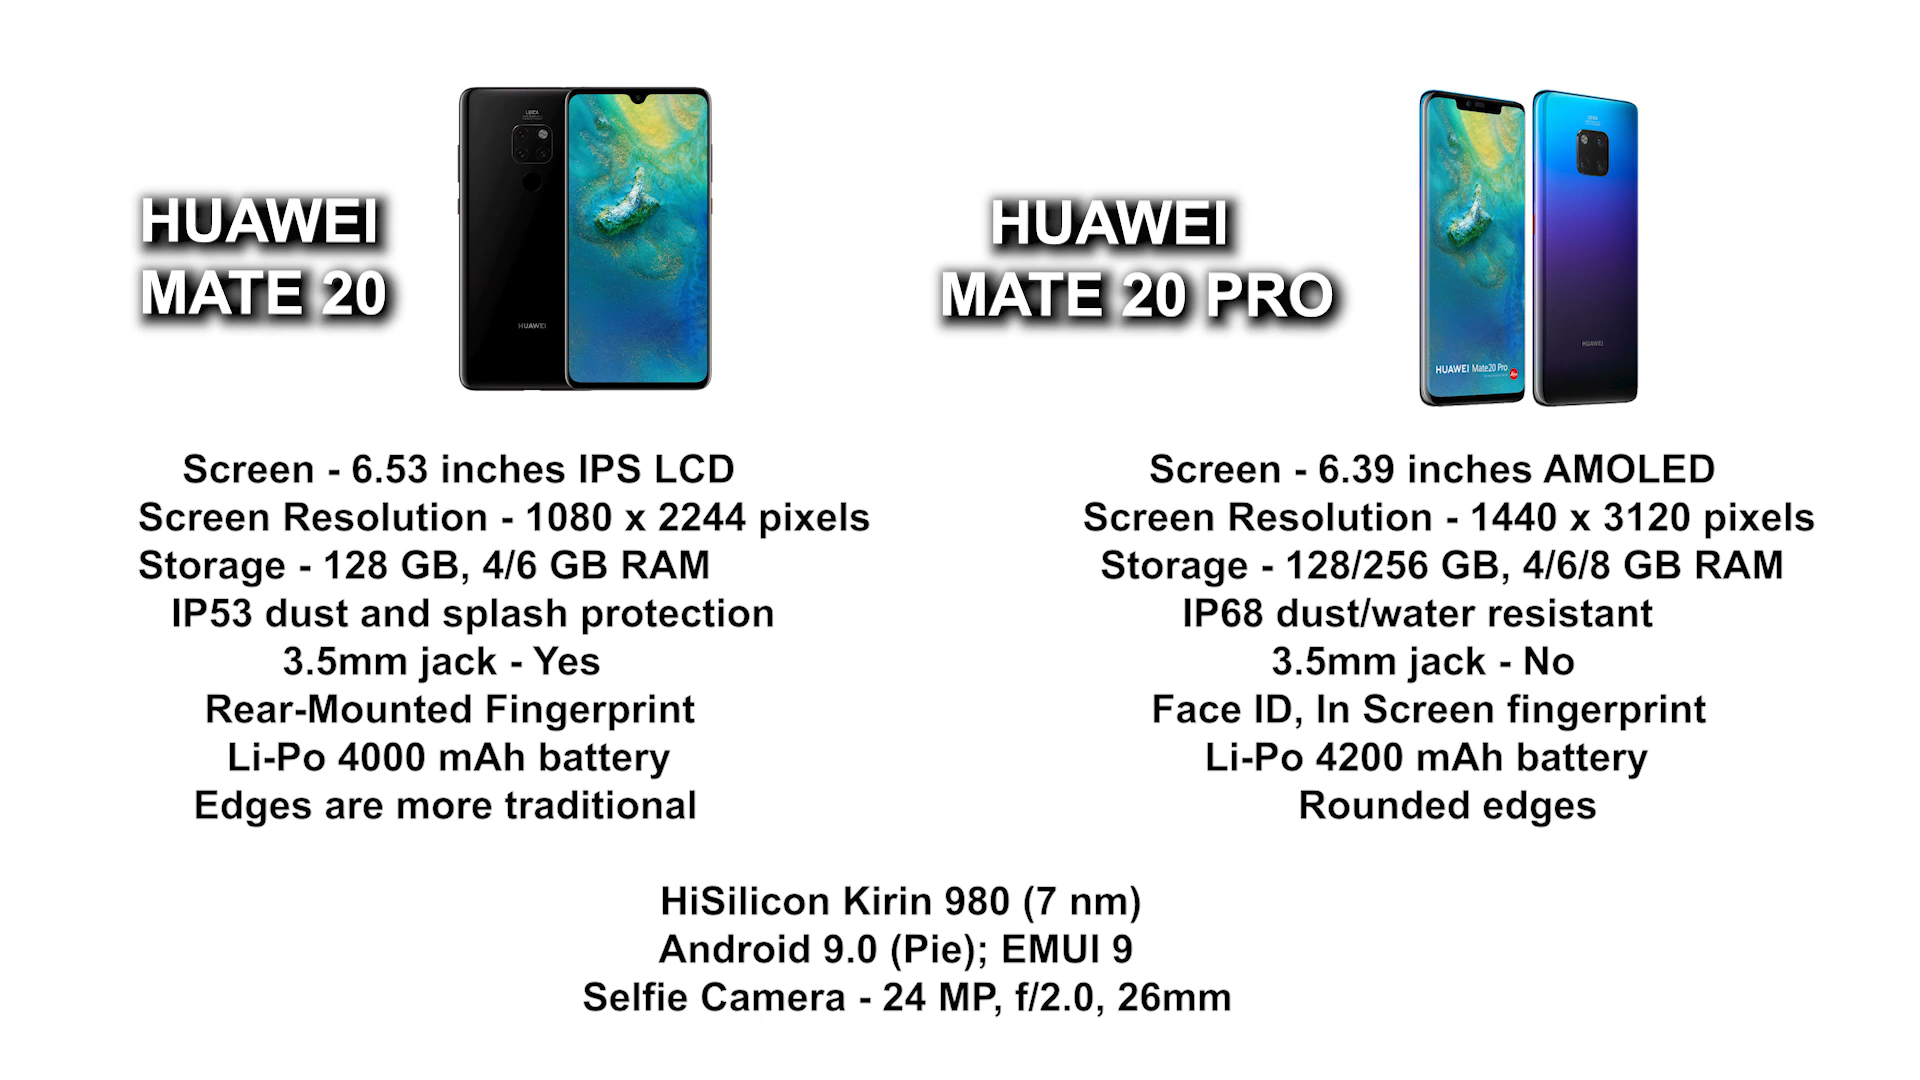 HUAWEI
MATE 20
HUAWEI
HUAWEI
MATE 20 PRO
HUAWEI Mate20 Pro
HUAWEI
Screen - 6.53 inches IPS LCD
Screen Resolution - 1080 x 2244 pixels
Storage - 128 GB, 4/6 GB RAM
IP53 dust and splash protection
3.5mm jack - Yes
Rear-Mounted Fingerprint
Li-Po 4000 mAh battery
Edges are more traditional
Screen - 6.39 inches AMOLED
Screen Resolution - 1440 x 3120 pixels
Storage - 128/256 GB, 4/6/8 GB RAM
IP68 dust/water resistant
3.5mm jack - No
Face ID, In Screen fingerprint
Li-Po 4200 mAh battery
Rounded edges
HiSilicon Kirin 980 (7 nm)
Android 9.0 (Pie); EMUI 9
Selfie Camera - 24 MP, f/2.0, 26mm